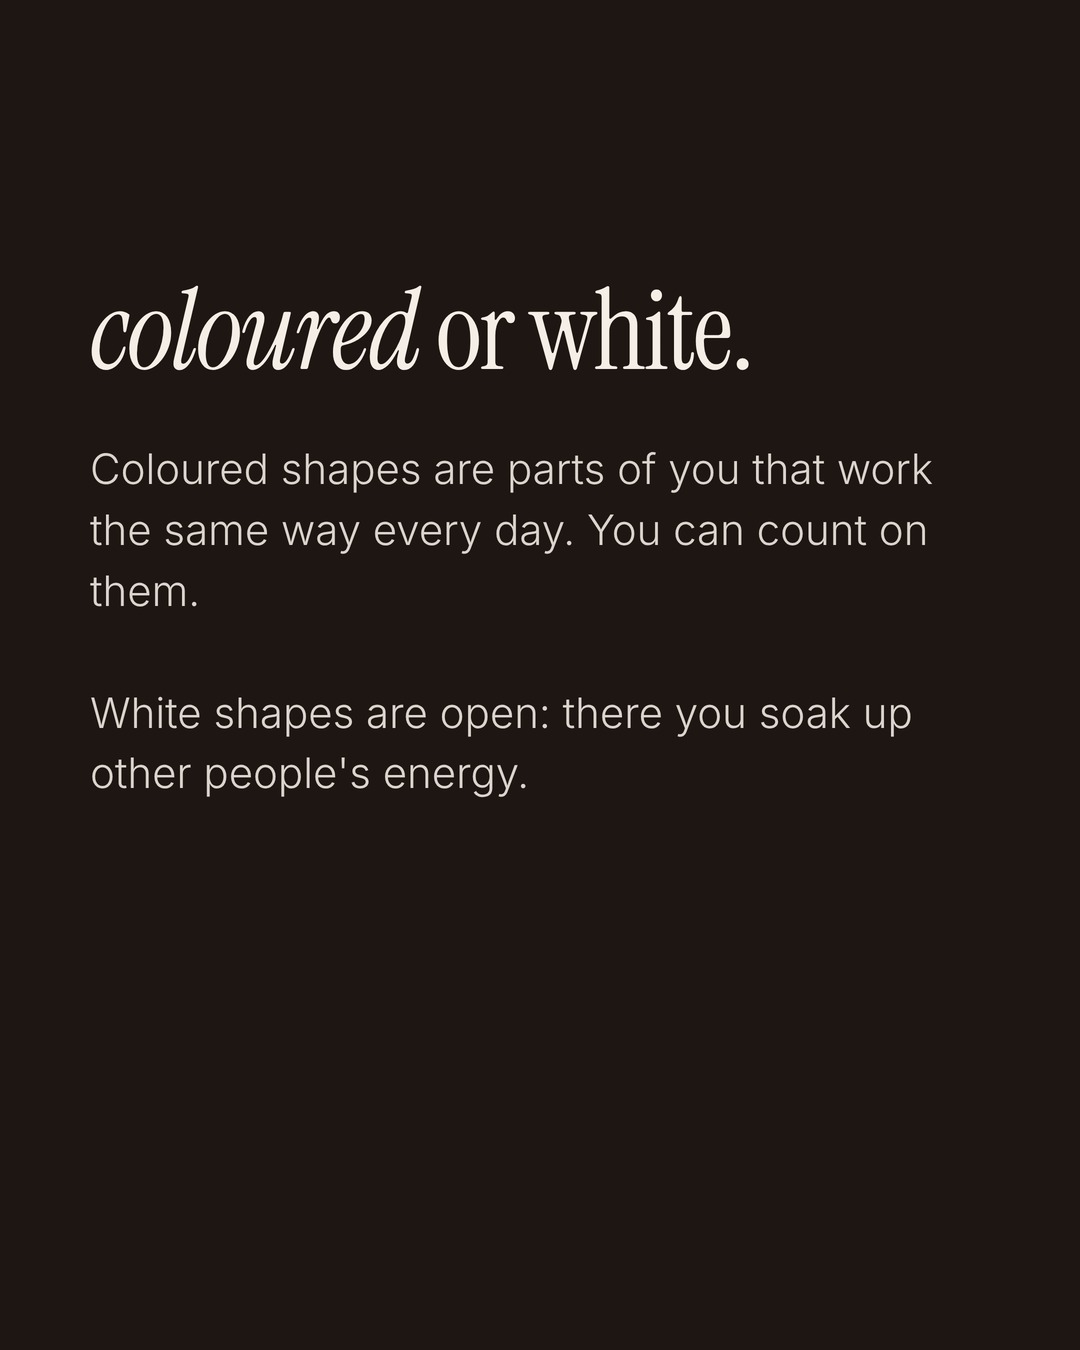 coloured or white.
Coloured shapes are parts of you that work
the same way every day. You can count on
them.
White shapes are open: there you soak up
other people's energy.